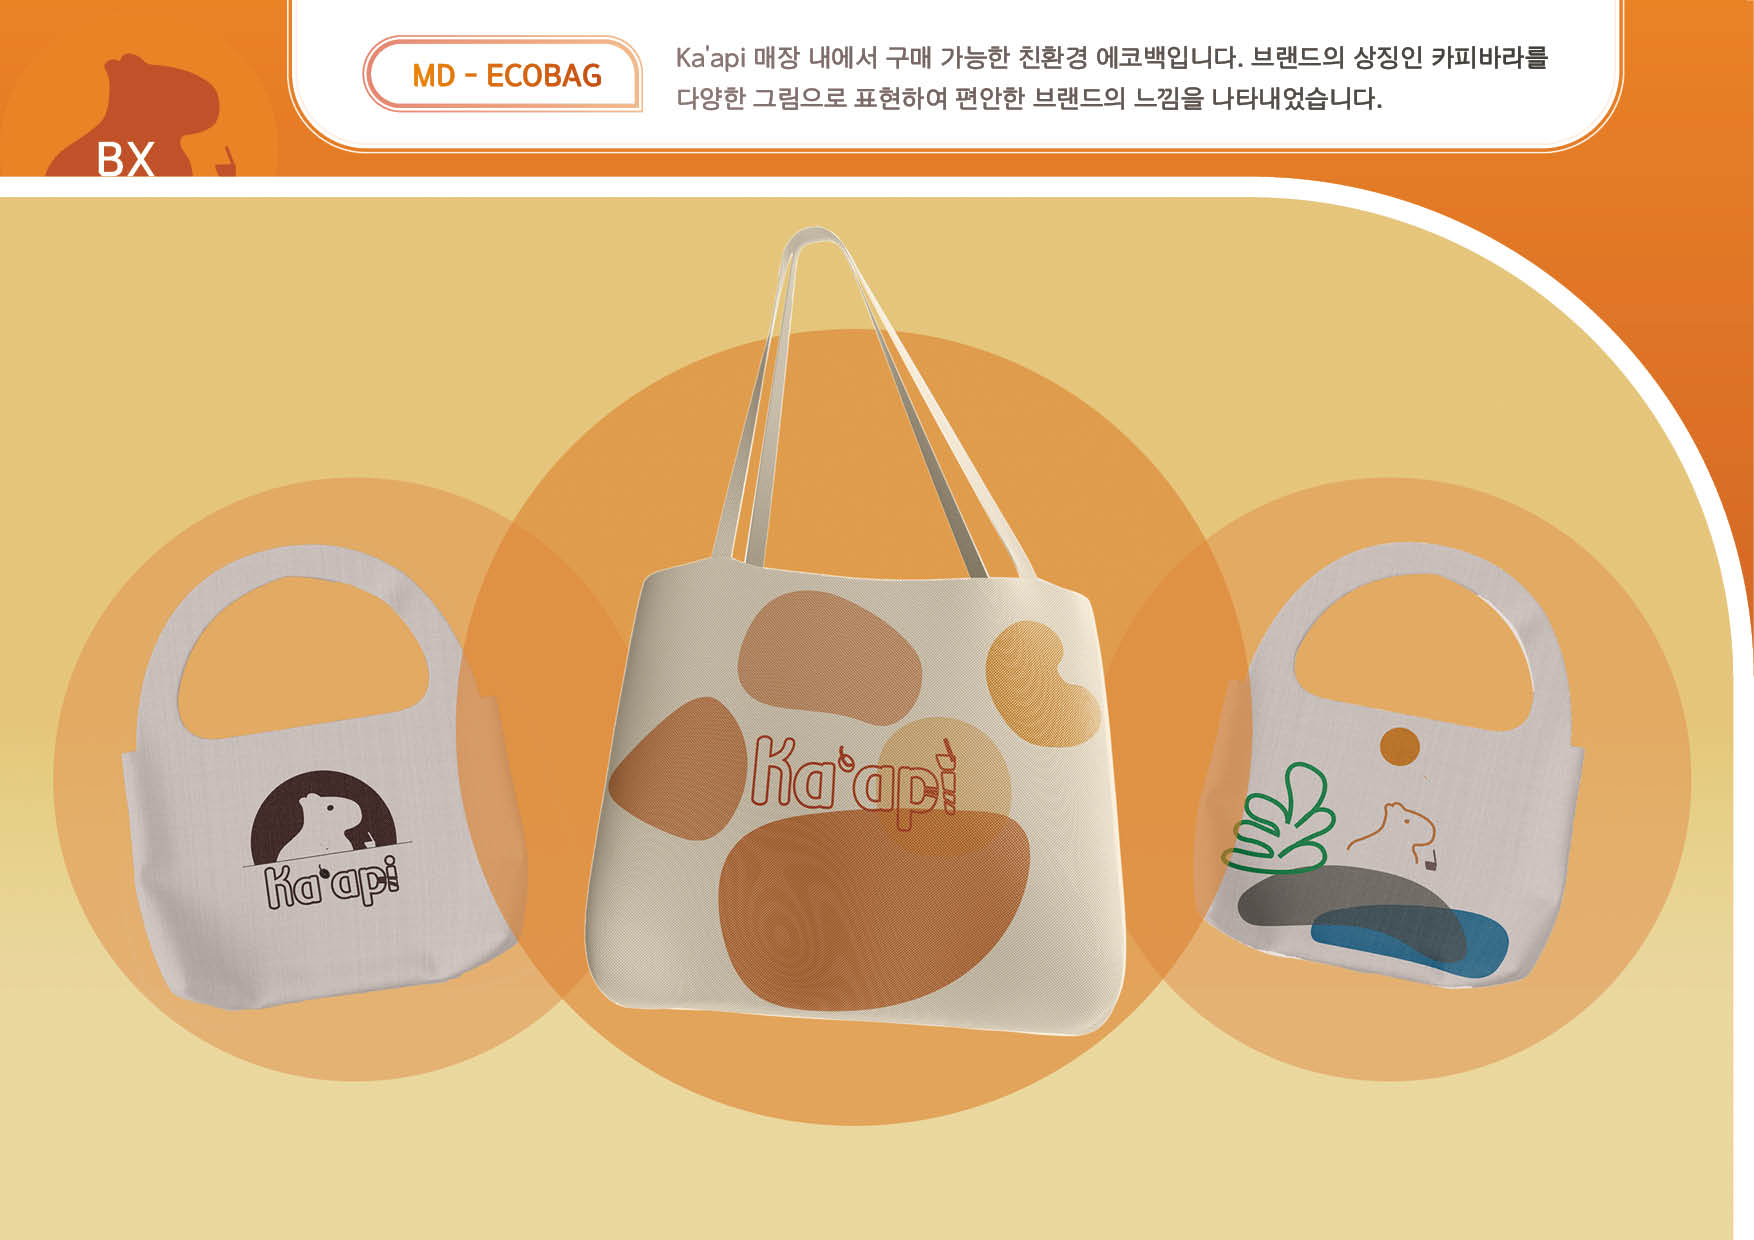 BX
MD - ECOBAG
Ka'api 매장 내에서 구매 가능한 친환경 에코백입니다. 브랜드의 상징인 카피바라를
다양한 그림으로 표현하여 편안한 브랜드의 느낌을 나타내었습니다.
Ka'api
Ka'api